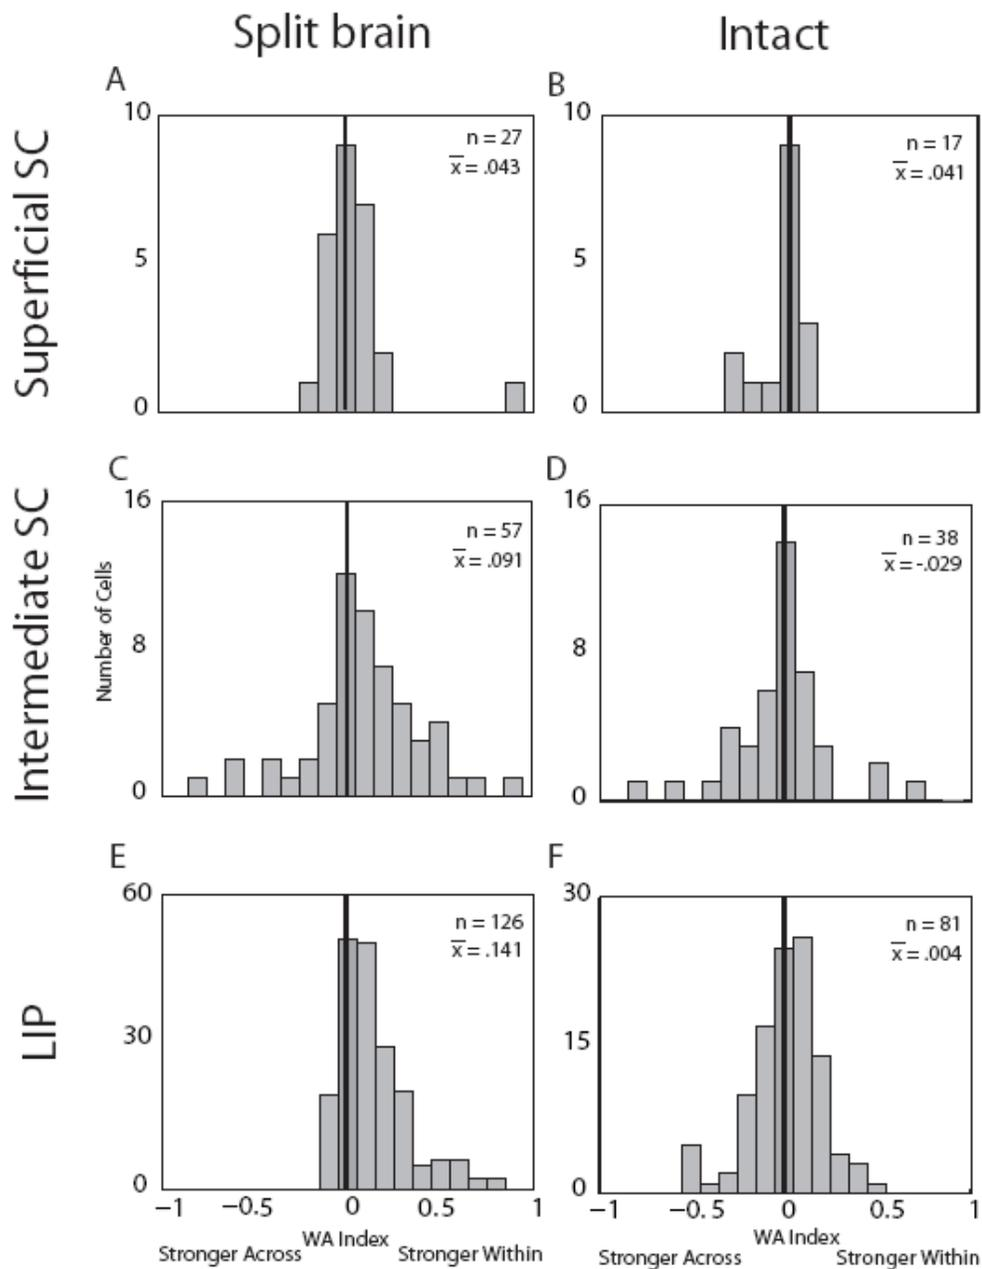 Split brain
Intact
Superficial SC
A
10
5
0
n = 27
x̅ = .043
B
10
5
0
n = 17
x̅ = .041
Intermediate SC
Number of Cells
C
16
8
0
n = 57
x̅ = .091
D
16
8
0
n = 38
x̅ = -.029
LIP
E
60
30
0
n = 126
x̅ = .141
F
30
15
0
n = 81
x̅ = .004
−1 −0.5 0 0.5 1
WA Index
Stronger Across Stronger Within
−1 −0.5 0 0.5 1
WA Index
Stronger Across Stronger Within